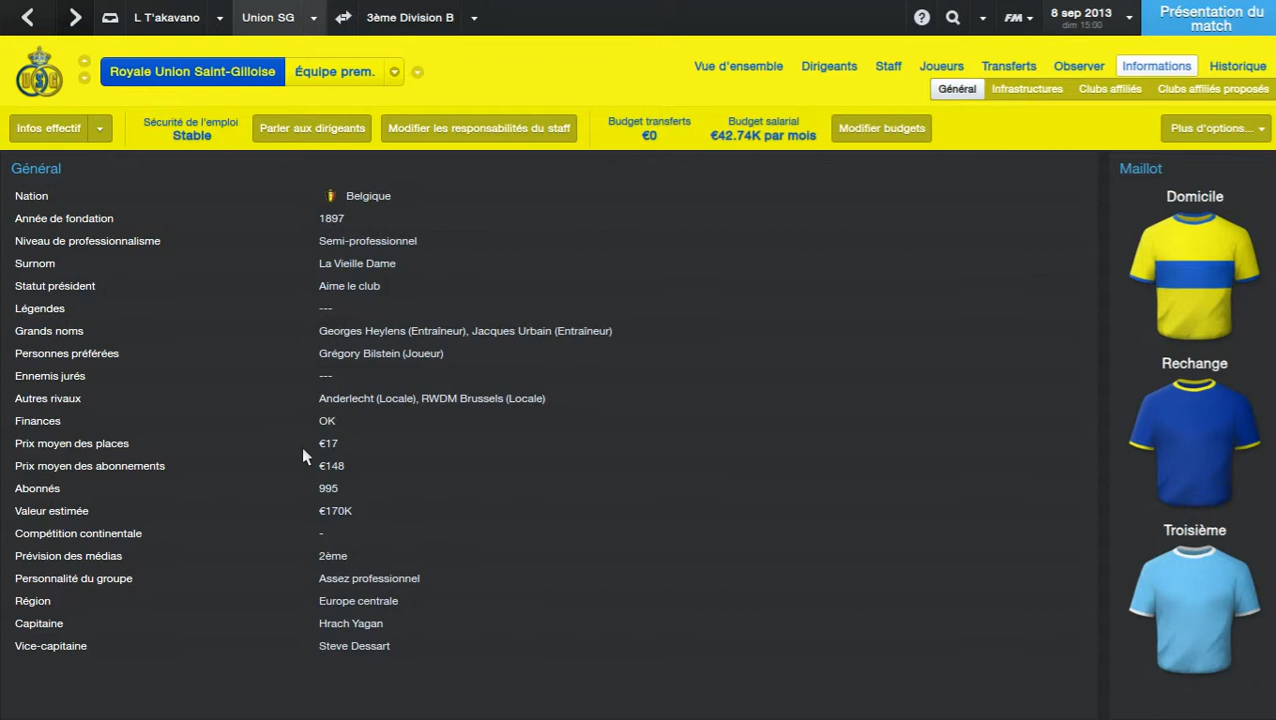 L T'akavano
Union SG
3ème Division B
FM
8 sep 2013
dim 15:00
Présentation du
match
USG
Royale Union Saint-Gilloise
Équipe prem.
Vue d'ensemble
Dirigeants
Staff
Joueurs
Transferts
Observer
Informations
Historique
Général
Infrastructures
Clubs affiliés
Clubs affiliés proposés
Infos effectif
Sécurité de l'emploi
Stable
Parler aux dirigeants
Modifier les responsabilités du staff
Budget transferts
€0
Budget salarial
€42.74K par mois
Modifier budgets
Plus d'options...
Général
Nation Belgique
Année de fondation 1897
Niveau de professionnalisme Semi-professionnel
Surnom La Vieille Dame
Statut président Aime le club
Légendes ---
Grands noms Georges Heylens (Entraîneur), Jacques Urbain (Entraîneur)
Personnes préférées Grégory Bilstein (Joueur)
Ennemis jurés ---
Autres rivaux Anderlecht (Locale), RWDM Brussels (Locale)
Finances OK
Prix moyen des places €17
Prix moyen des abonnements €148
Abonnés 995
Valeur estimée €170K
Compétition continentale -
Prévision des médias 2ème
Personnalité du groupe Assez professionnel
Région Europe centrale
Capitaine Hrach Yagan
Vice-capitaine Steve Dessart
Maillot
Domicile
Rechange
Troisième